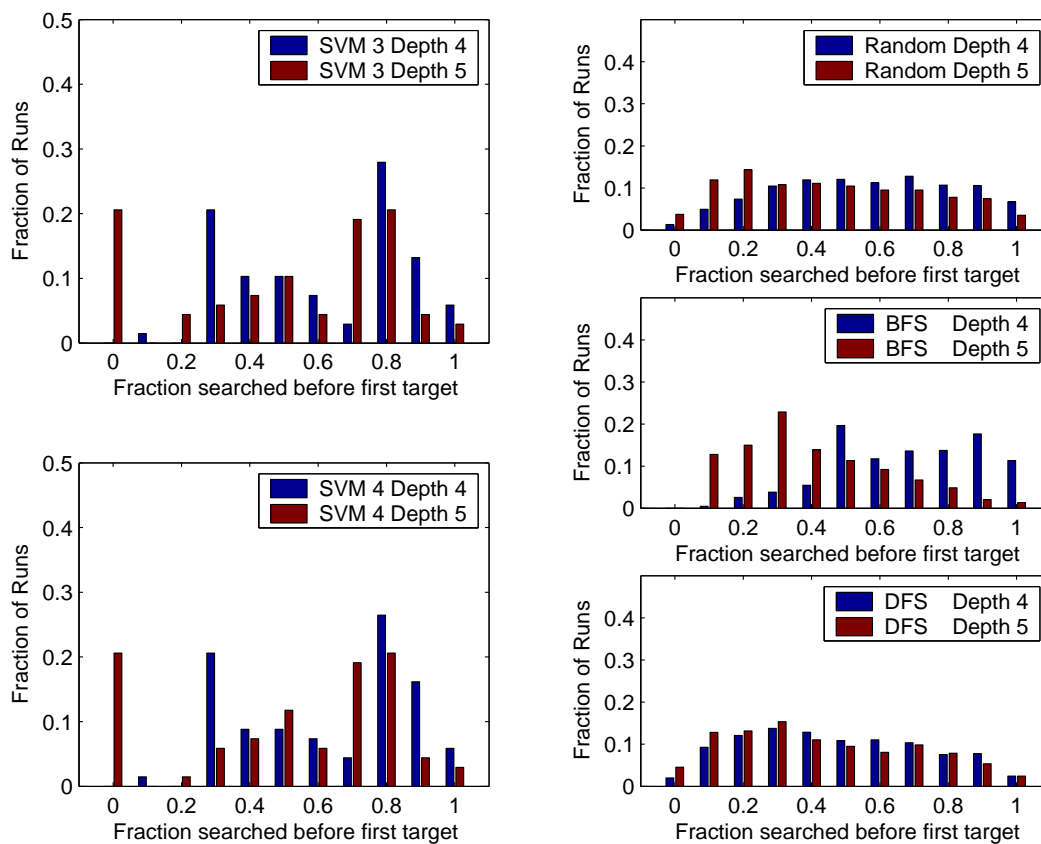 0.5
0.4
0.3
0.2
0.1
0
Fraction of Runs
SVM 3 Depth 4
SVM 3 Depth 5
0 0.2 0.4 0.6 0.8 1
Fraction searched before first target
0.5
0.4
0.3
0.2
0.1
0
Fraction of Runs
SVM 4 Depth 4
SVM 4 Depth 5
0 0.2 0.4 0.6 0.8 1
Fraction searched before first target
0.4
0.3
0.2
0.1
0
Fraction of Runs
Random Depth 4
Random Depth 5
0 0.2 0.4 0.6 0.8 1
Fraction searched before first target
0.4
0.3
0.2
0.1
0
Fraction of Runs
BFS Depth 4
BFS Depth 5
0 0.2 0.4 0.6 0.8 1
Fraction searched before first target
0.4
0.3
0.2
0.1
0
Fraction of Runs
DFS Depth 4
DFS Depth 5
0 0.2 0.4 0.6 0.8 1
Fraction searched before first target